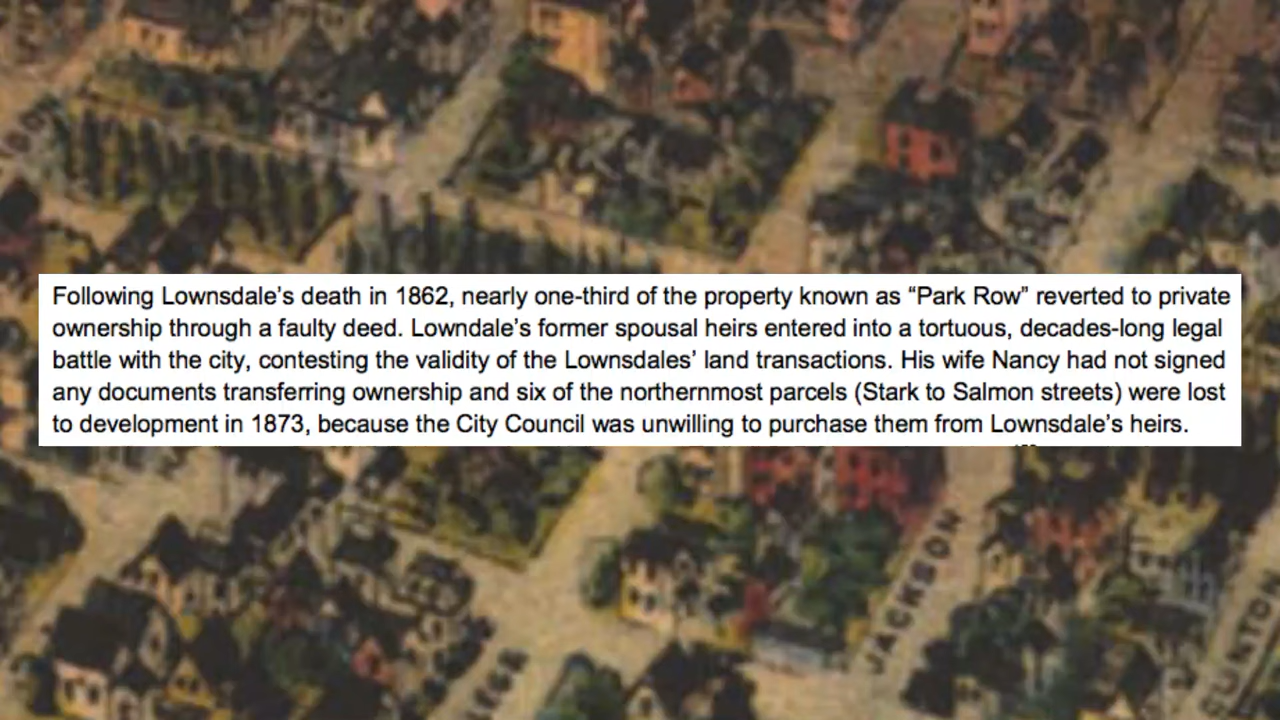 Following Lownsdale’s death in 1862, nearly one-third of the property known as “Park Row” reverted to private
ownership through a faulty deed. Lowndale’s former spousal heirs entered into a tortuous, decades-long legal
battle with the city, contesting the validity of the Lownsdales’ land transactions. His wife Nancy had not signed
any documents transferring ownership and six of the northernmost parcels (Stark to Salmon streets) were lost
to development in 1873, because the City Council was unwilling to purchase them from Lownsdale’s heirs.
JACKSON